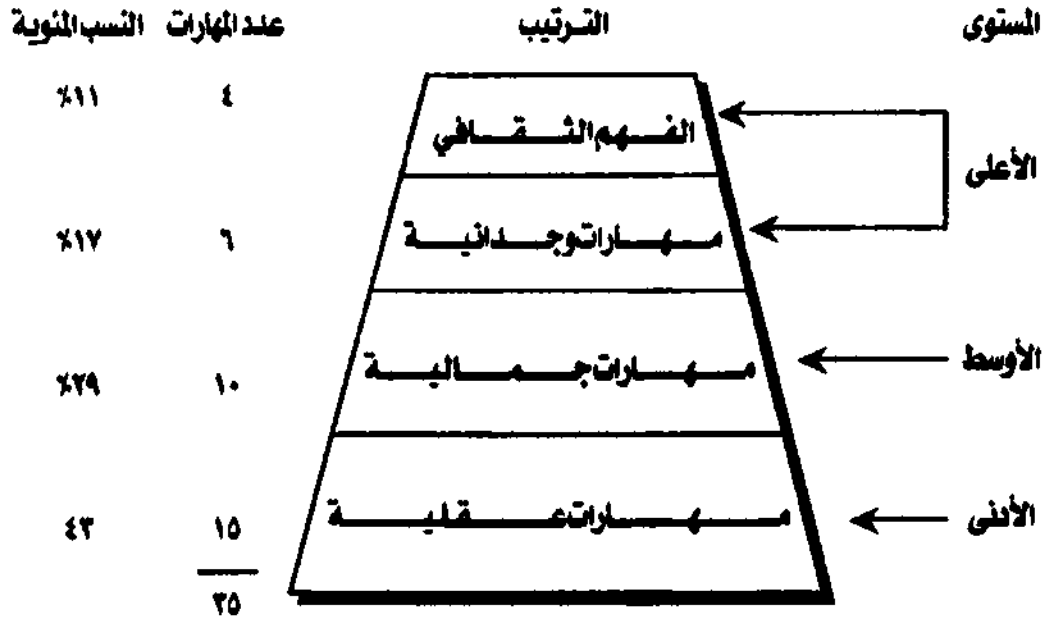 المستوى الترتيب عدد المهارات النسب المئوية
الفهم الثقافي ٤ ١١٪
الأعلى
مهارات وجدانية ٦ ١٧٪
الأوسط مهارات جمالية ١٠ ٢٩٪
الأدنى مهارات عقلية ١٥ ٤٣
٣٥